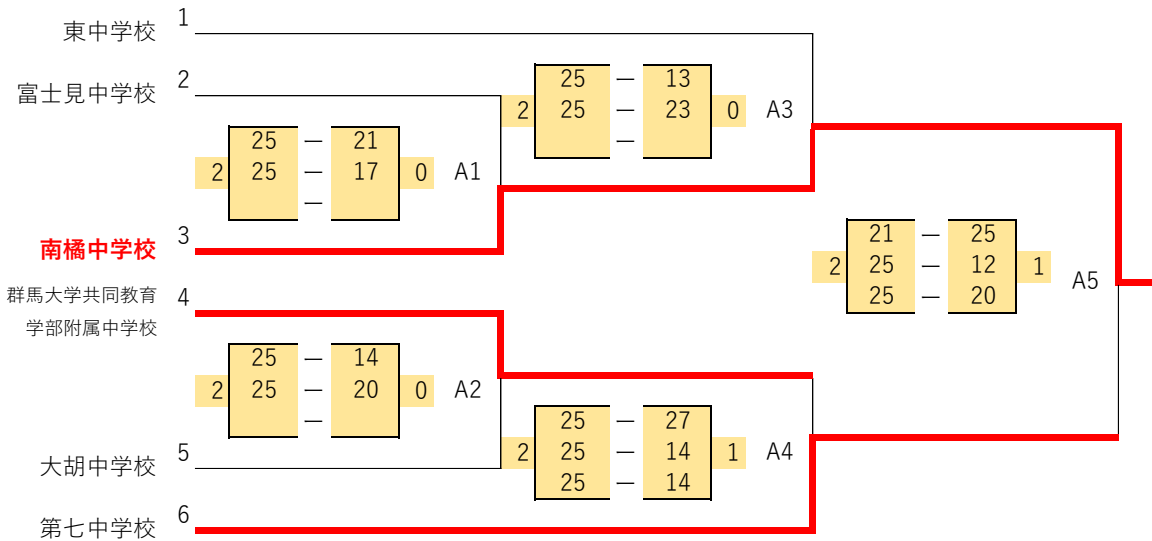 東中学校 1
富士見中学校 2
25 — 13
2 25 — 23 0 A3
—
25 — 21
2 25 — 17 0 A1
—
南橘中学校 3
21 — 25
2 25 — 12 1 A5
25 — 20
群馬大学共同教育 4
学部附属中学校
25 — 14
2 25 — 20 0 A2
—
25 — 27
2 25 — 14 1 A4
25 — 14
大胡中学校 5
第七中学校 6